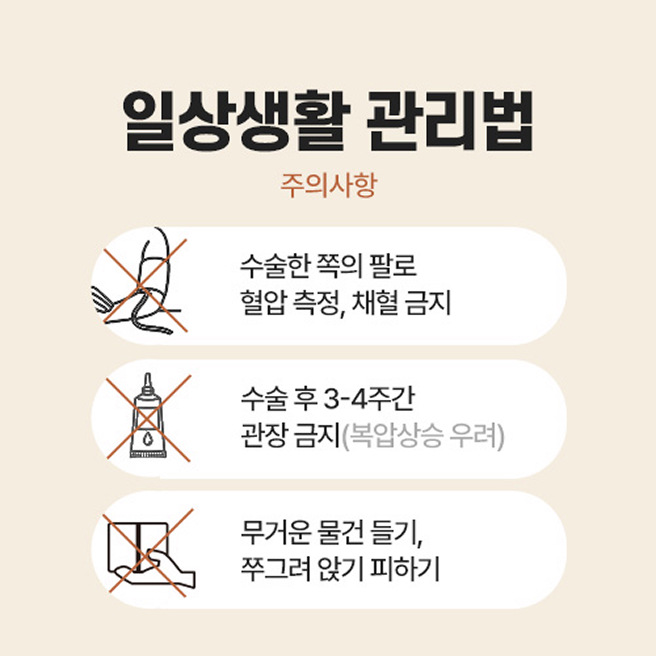 일상생활 관리법
주의사항
수술한 쪽의 팔로
혈압 측정, 채혈 금지
수술 후 3-4주간
관장 금지(복압상승 우려)
무거운 물건 들기,
쭈그려 앉기 피하기